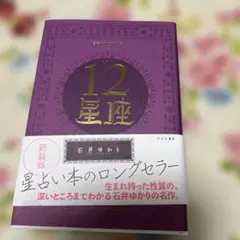 12
星座
新装版
石井ゆかり
星占い本のロングセラー
生まれ持った性質の、
深いところまでわかる石井ゆかりの名作。